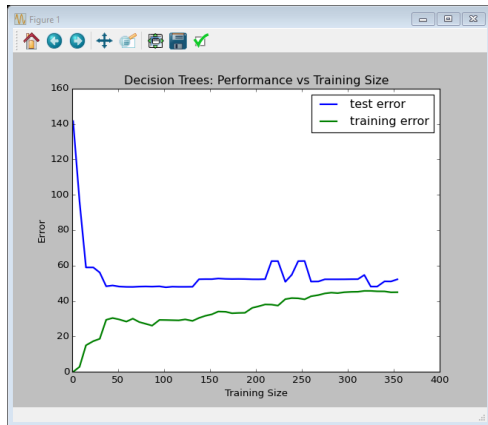 Figure 1
Decision Trees: Performance vs Training Size
test error
training error
Error
160
140
120
100
80
60
40
20
0
0 50 100 150 200 250 300 350 400
Training Size